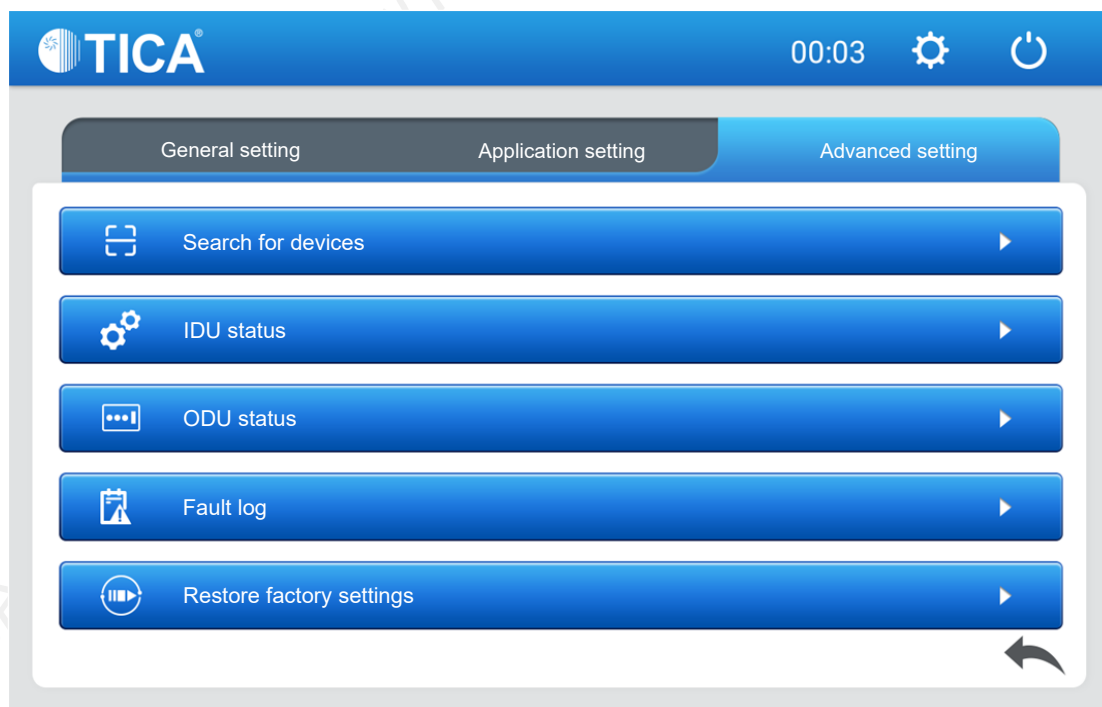 TICA®
00:03
General setting
Application setting
Advanced setting
Search for devices
IDU status
ODU status
Fault log
Restore factory settings